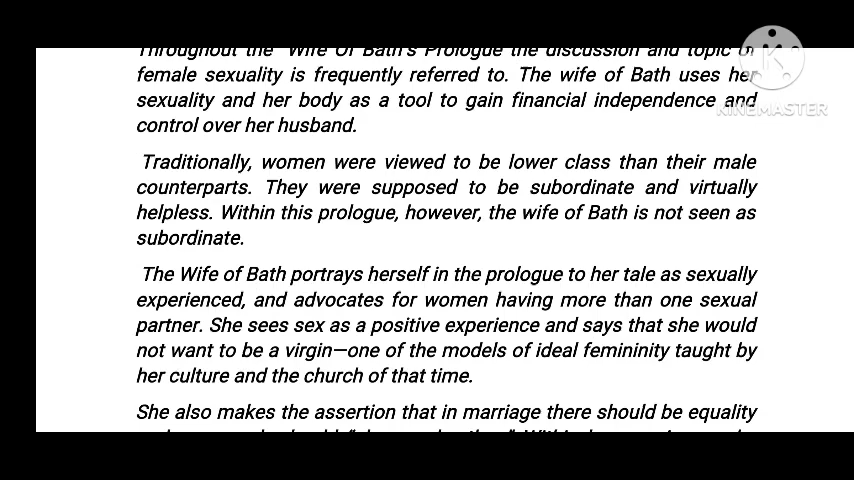 Throughout the "Wife Of Bath's Prologue the discussion and topic of
female sexuality is frequently referred to. The wife of Bath uses her
sexuality and her body as a tool to gain financial independence and
control over her husband.
Traditionally, women were viewed to be lower class than their male
counterparts. They were supposed to be subordinate and virtually
helpless. Within this prologue, however, the wife of Bath is not seen as
subordinate.
The Wife of Bath portrays herself in the prologue to her tale as sexually
experienced, and advocates for women having more than one sexual
partner. She sees sex as a positive experience and says that she would
not want to be a virgin—one of the models of ideal femininity taught by
her culture and the church of that time.
She also makes the assertion that in marriage there should be equality
K
KINEMASTER